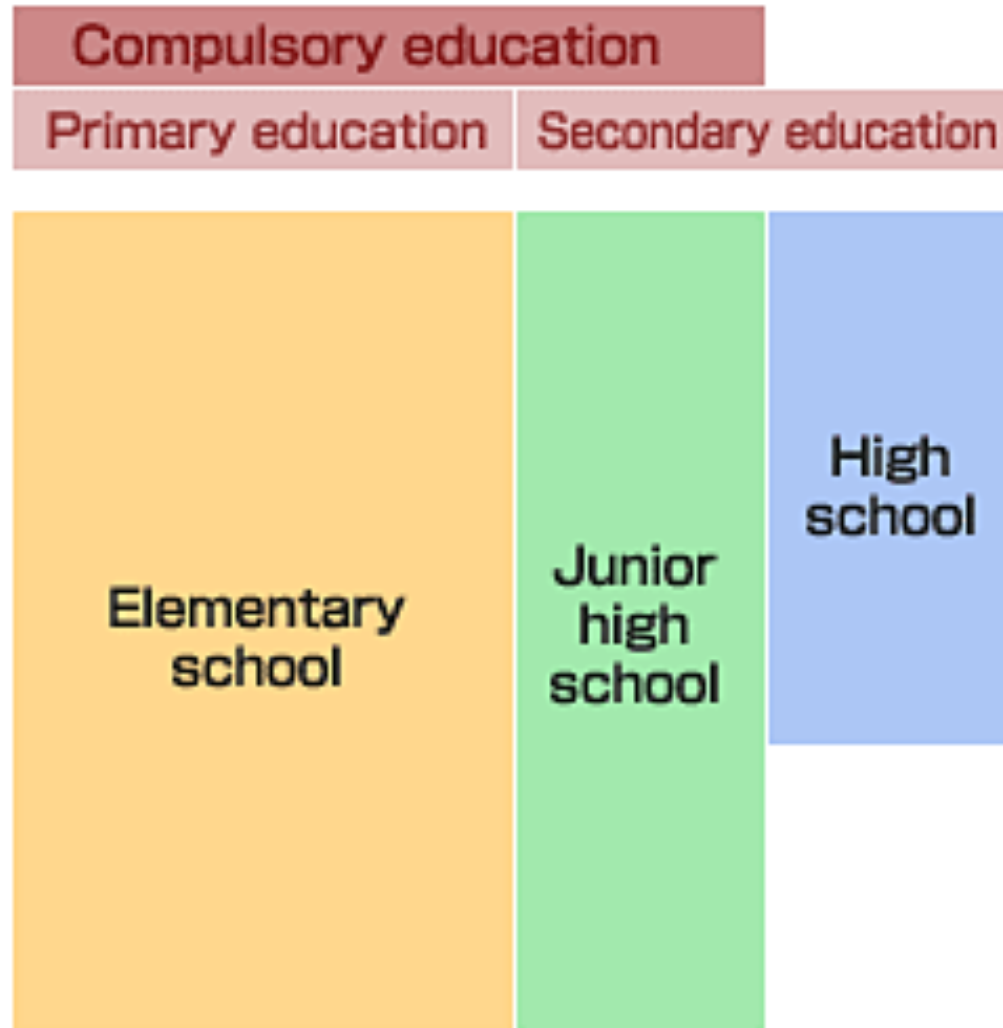 Compulsory education
Primary education
Secondary education
Elementary
school
Junior
high
school
High
school